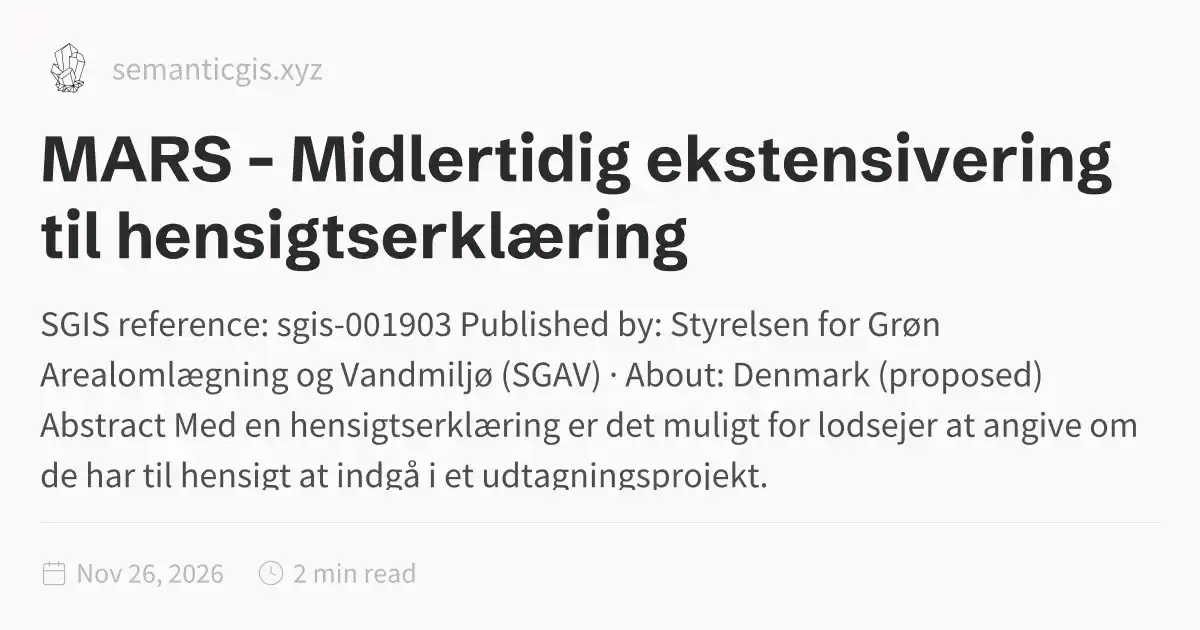 semanticgis.xyz
MARS - Midlertidig ekstensivering
til hensigtserklæring
SGIS reference: sgis-001903 Published by: Styrelsen for Grøn
Arealomlægning og Vandmiljø (SGAV) · About: Denmark (proposed)
Abstract Med en hensigtserklæring er det muligt for lodsejer at angive om
de har til hensigt at indgå i et udtagningsprojekt.
Nov 26, 2026 2 min read